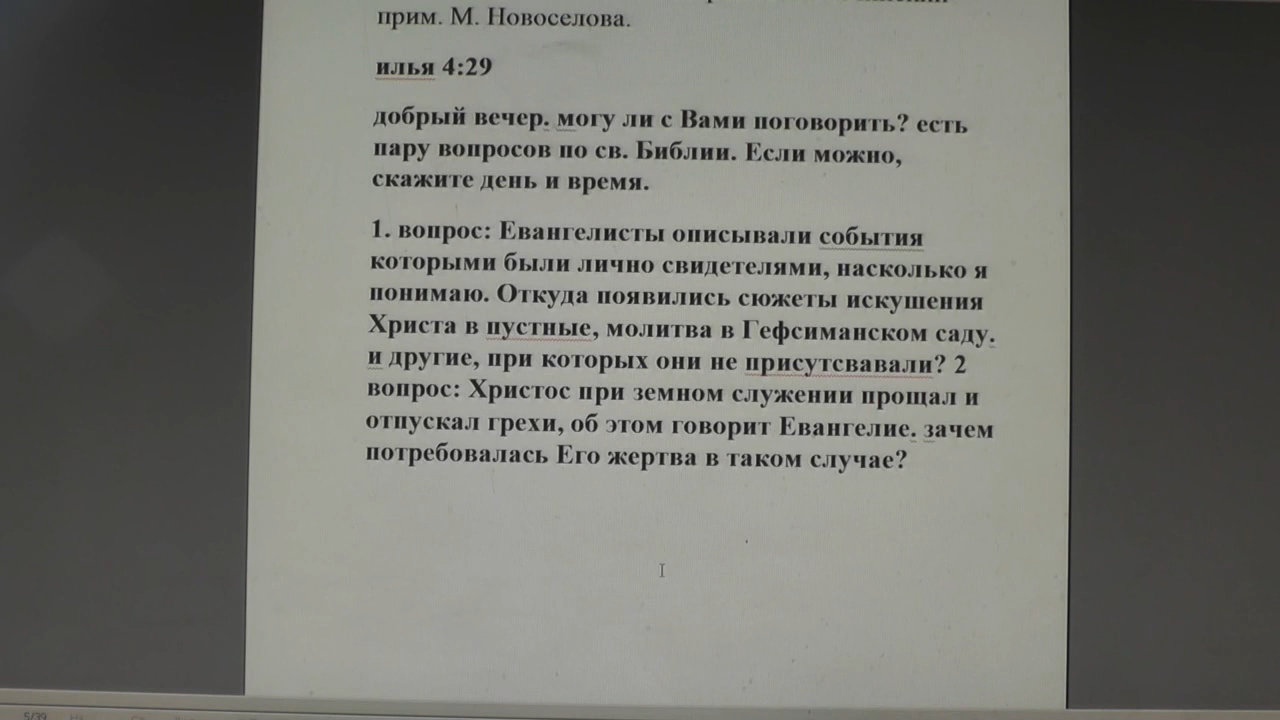 прим. М. Новоселова.
илья 4:29
добрый вечер. могу ли с Вами поговорить? есть
пару вопросов по св. Библии. Если можно,
скажите день и время.
1. вопрос: Евангелисты описывали события
которыми были лично свидетелями, насколько я
понимаю. Откуда появились сюжеты искушения
Христа в пустные, молитва в Гефсиманском саду.
и другие, при которых они не присутсвавали? 2
вопрос: Христос при земном служении прощал и
отпускал грехи, об этом говорит Евангелие. зачем
потребовалась Его жертва в таком случае?
5/39